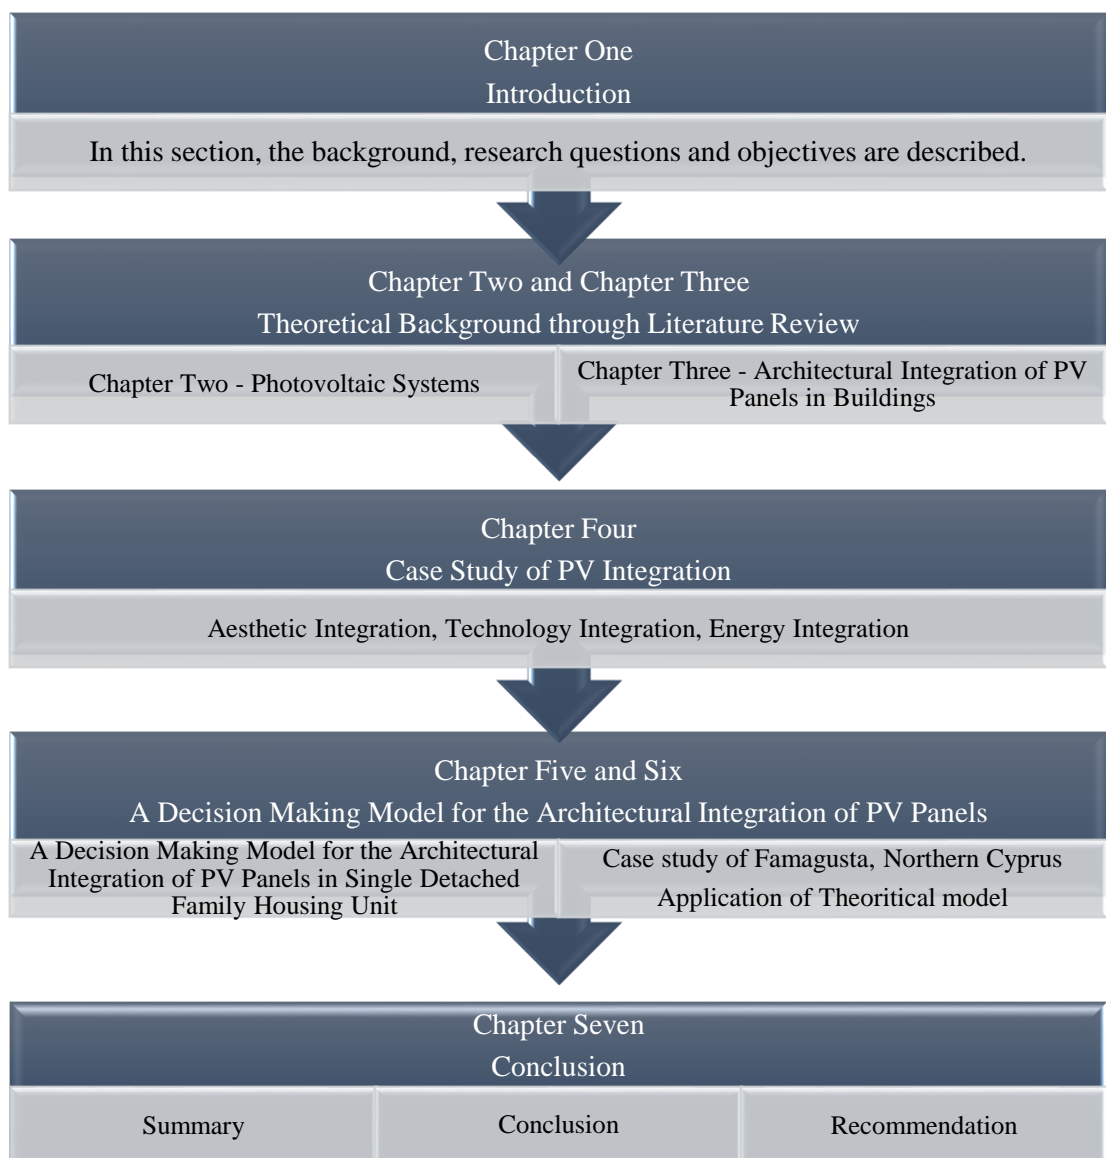 Chapter One
Introduction
In this section, the background, research questions and objectives are described.
Chapter Two and Chapter Three
Theoretical Background through Literature Review
Chapter Two - Photovoltaic Systems
Chapter Three - Architectural Integration of PV
Panels in Buildings
Chapter Four
Case Study of PV Integration
Aesthetic Integration, Technology Integration, Energy Integration
Chapter Five and Six
A Decision Making Model for the Architectural Integration of PV Panels
A Decision Making Model for the Architectural
Integration of PV Panels in Single Detached
Family Housing Unit
Case study of Famagusta, Northern Cyprus
Application of Theoritical model
Chapter Seven
Conclusion
Summary
Conclusion
Recommendation